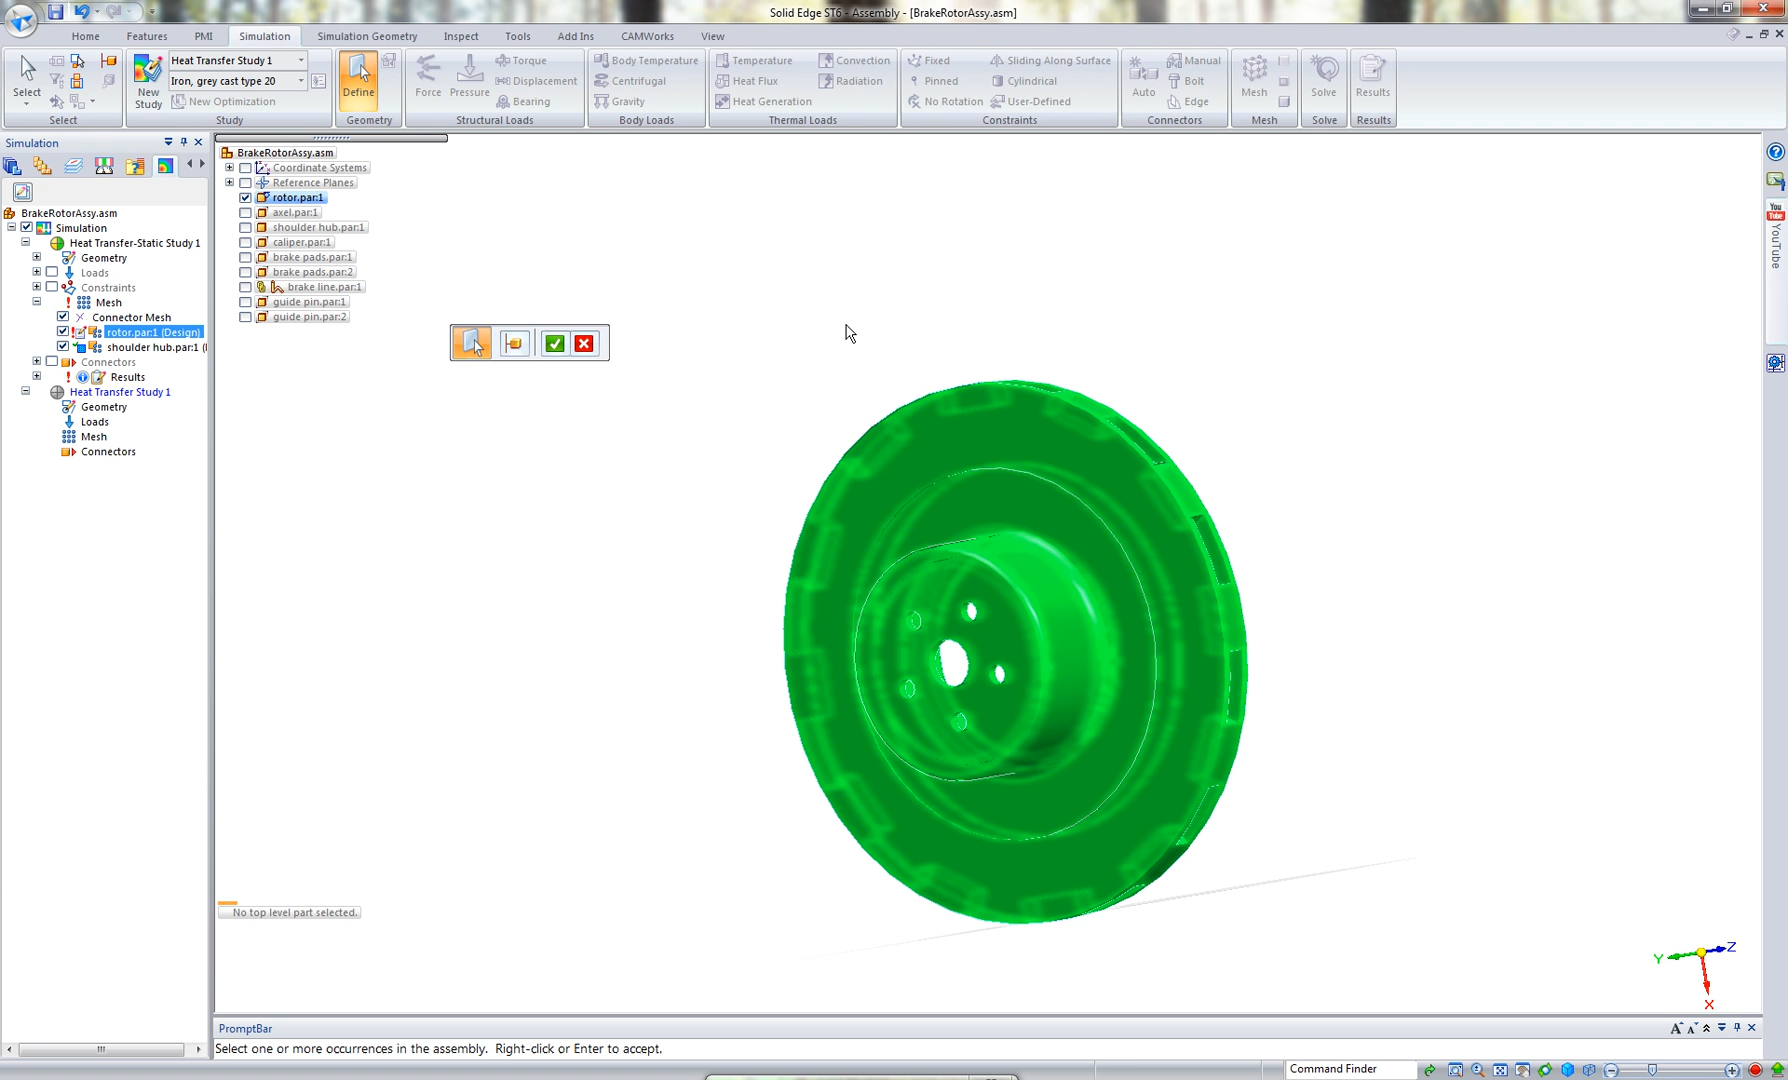 Solid Edge ST6 - Assembly - [BrakeRotorAssy.asm]
Home Features PMI Simulation Simulation Geometry Inspect Tools Add Ins CAMWorks View
Select
Select
New Study
Heat Transfer Study 1
Iron, grey cast type 20
New Optimization
Study
Define
Geometry
Force
Pressure
Torque
Displacement
Bearing
Structural Loads
Body Temperature
Centrifugal
Gravity
Body Loads
Temperature
Heat Flux
Heat Generation
Convection
Radiation
Thermal Loads
Fixed
Pinned
No Rotation
Sliding Along Surface
Cylindrical
User-Defined
Constraints
Auto
Manual
Bolt
Edge
Connectors
Mesh
Mesh
Solve
Solve
Results
Results
Simulation
BrakeRotorAssy.asm
Simulation
Heat Transfer-Static Study 1
Geometry
Loads
Constraints
Mesh
Connector Mesh
rotor.par:1 (Design)
shoulder hub.par:1 (
Connectors
Results
Heat Transfer Study 1
Geometry
Loads
Mesh
Connectors
BrakeRotorAssy.asm
Coordinate Systems
Reference Planes
rotor.par:1
axel.par:1
shoulder hub.par:1
caliper.par:1
brake pads.par:1
brake pads.par:2
brake line.par:1
guide pin.par:1
guide pin.par:2
No top level part selected.
Y
Z
X
You
Tube
YouTube
PromptBar
Select one or more occurrences in the assembly. Right-click or Enter to accept.
Command Finder